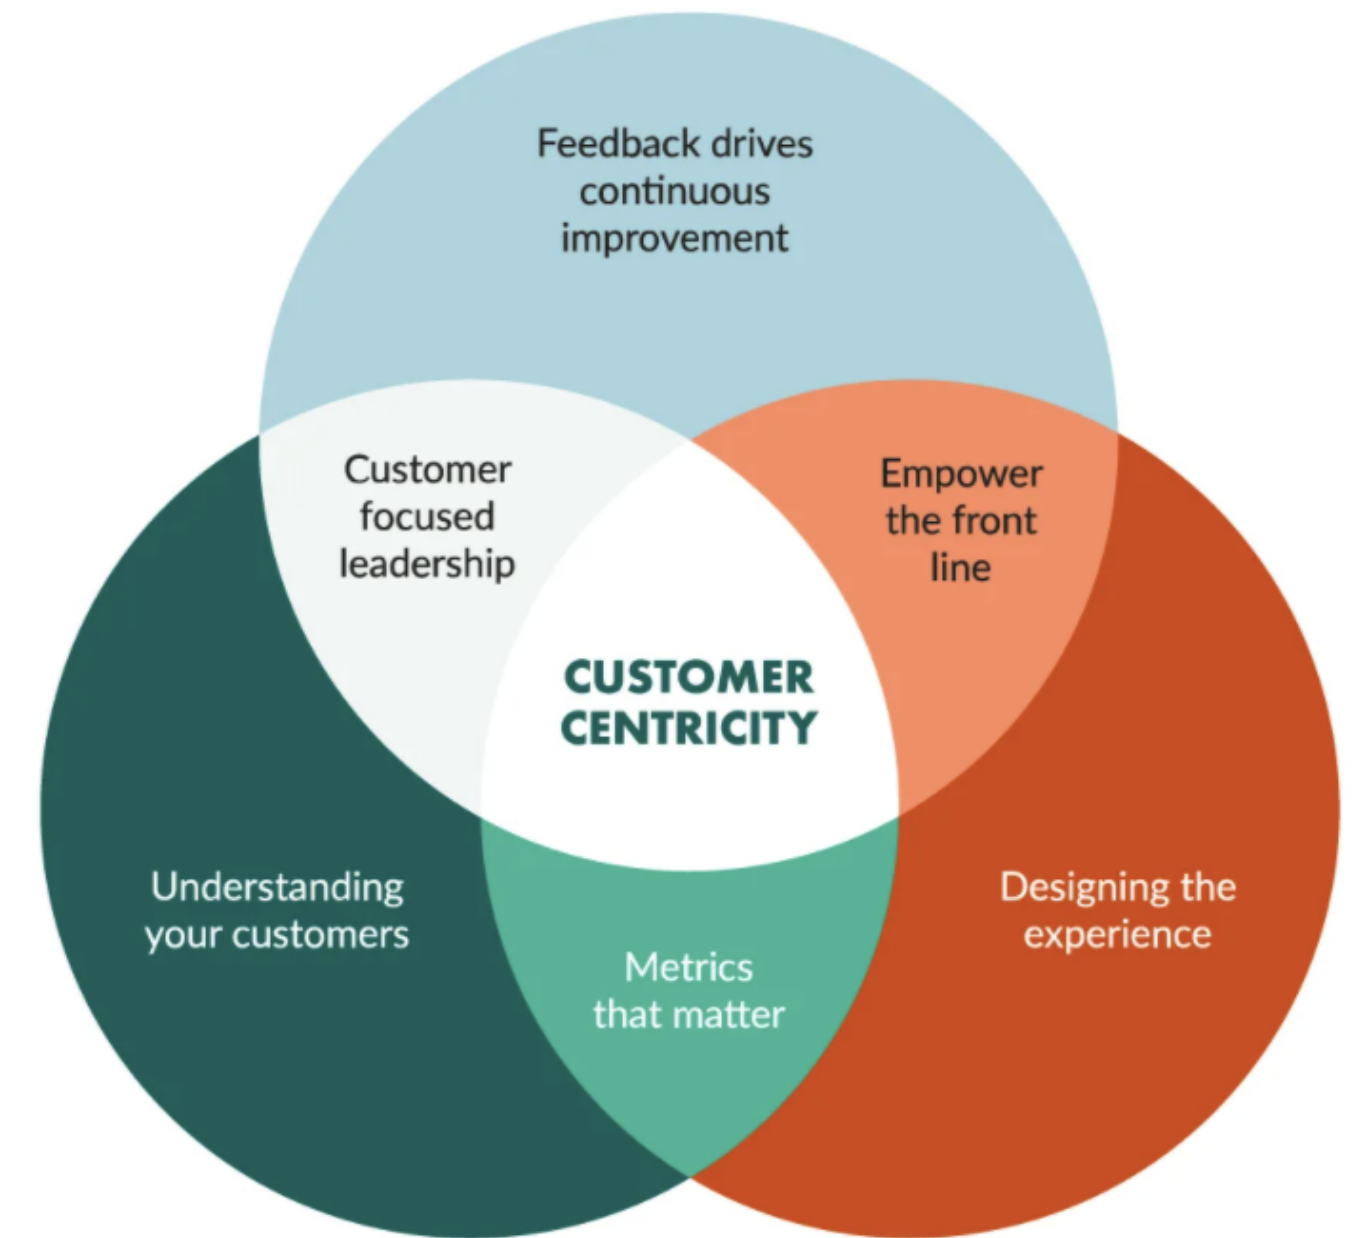 Feedback drives
continuous
improvement
Customer
focused
leadership
Empower
the front
line
CUSTOMER
CENTRICITY
Understanding
your customers
Designing the
experience
Metrics
that matter